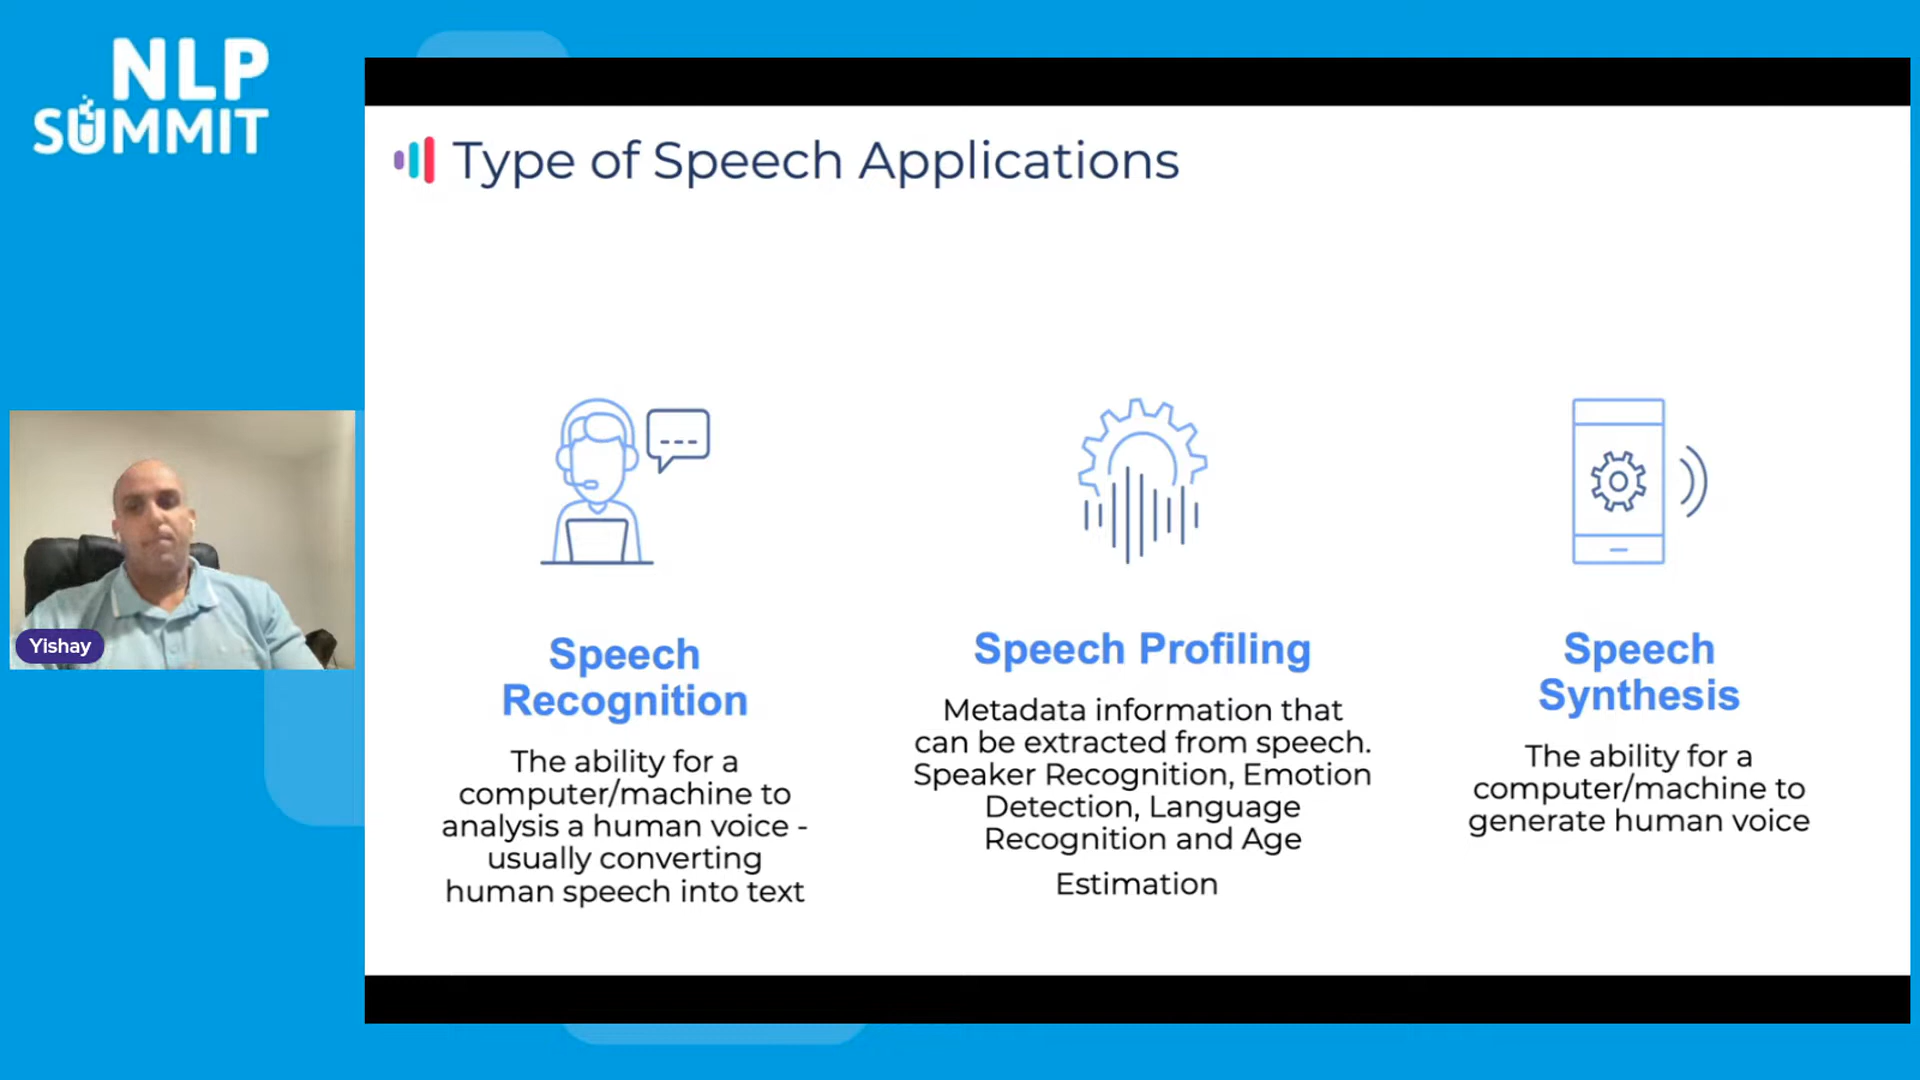 NLP
SUMMIT
Type of Speech Applications
Yishay
Speech
Recognition
The ability for a
computer/machine to
analysis a human voice -
usually converting
human speech into text
Speech Profiling
Metadata information that
can be extracted from speech.
Speaker Recognition, Emotion
Detection, Language
Recognition and Age
Estimation
Speech
Synthesis
The ability for a
computer/machine to
generate human voice